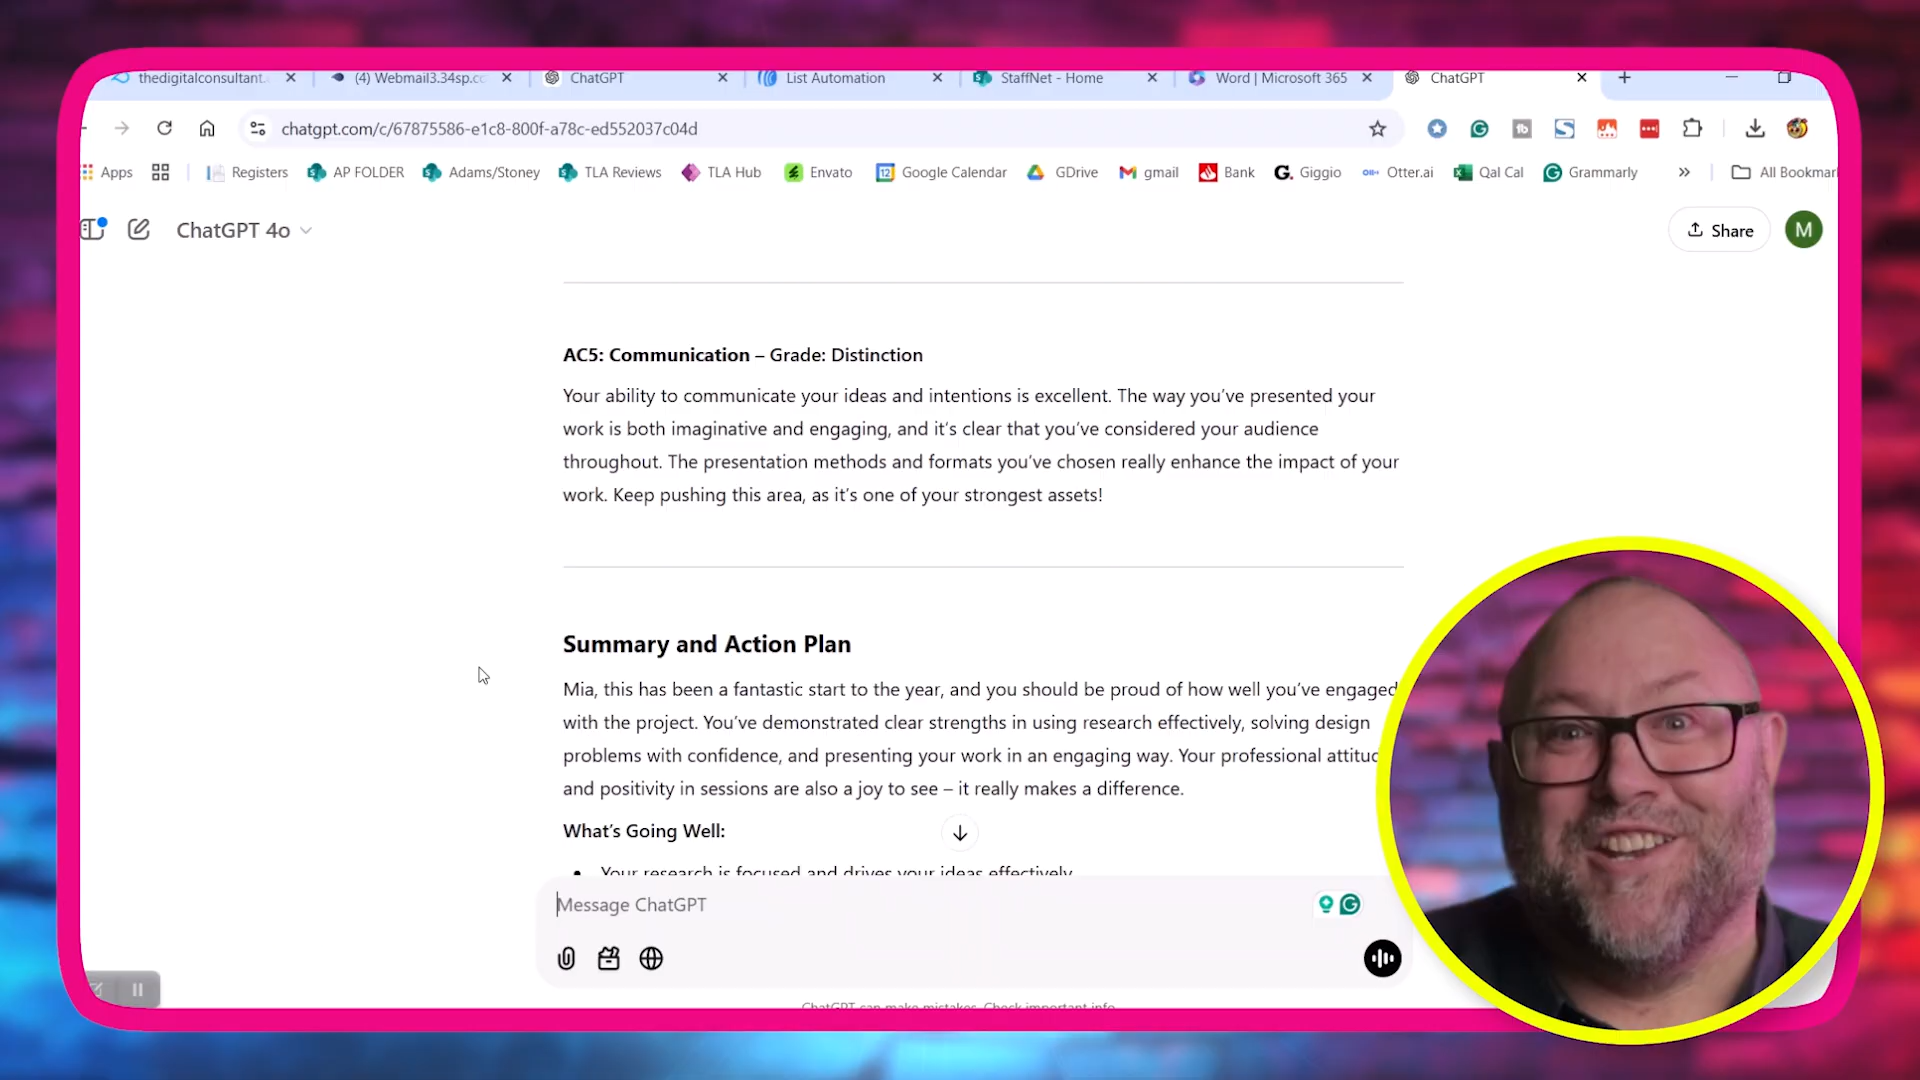 thedigitalconsultant.
(4) Webmail3.34sp.cc
ChatGPT
List Automation
StaffNet - Home
Word | Microsoft 365
ChatGPT
chatgpt.com/c/67875586-e1c8-800f-a78c-ed552037c04d
Apps
Registers
AP FOLDER
Adams/Stoney
TLA Reviews
TLA Hub
Envato
Google Calendar
GDrive
gmail
Bank
Giggio
Otter.ai
Qal Cal
Grammarly
All Bookmar
ChatGPT 4o
Share
M
AC5: Communication – Grade: Distinction
Your ability to communicate your ideas and intentions is excellent. The way you’ve presented your
work is both imaginative and engaging, and it’s clear that you’ve considered your audience
throughout. The presentation methods and formats you’ve chosen really enhance the impact of your
work. Keep pushing this area, as it’s one of your strongest assets!
Summary and Action Plan
Mia, this has been a fantastic start to the year, and you should be proud of how well you’ve engaged
with the project. You’ve demonstrated clear strengths in using research effectively, solving design
problems with confidence, and presenting your work in an engaging way. Your professional attitud
and positivity in sessions are also a joy to see – it really makes a difference.
What’s Going Well:
• Your research is focused and drives your ideas effectively
Message ChatGPT
ChatGPT can make mistakes. Check important info.